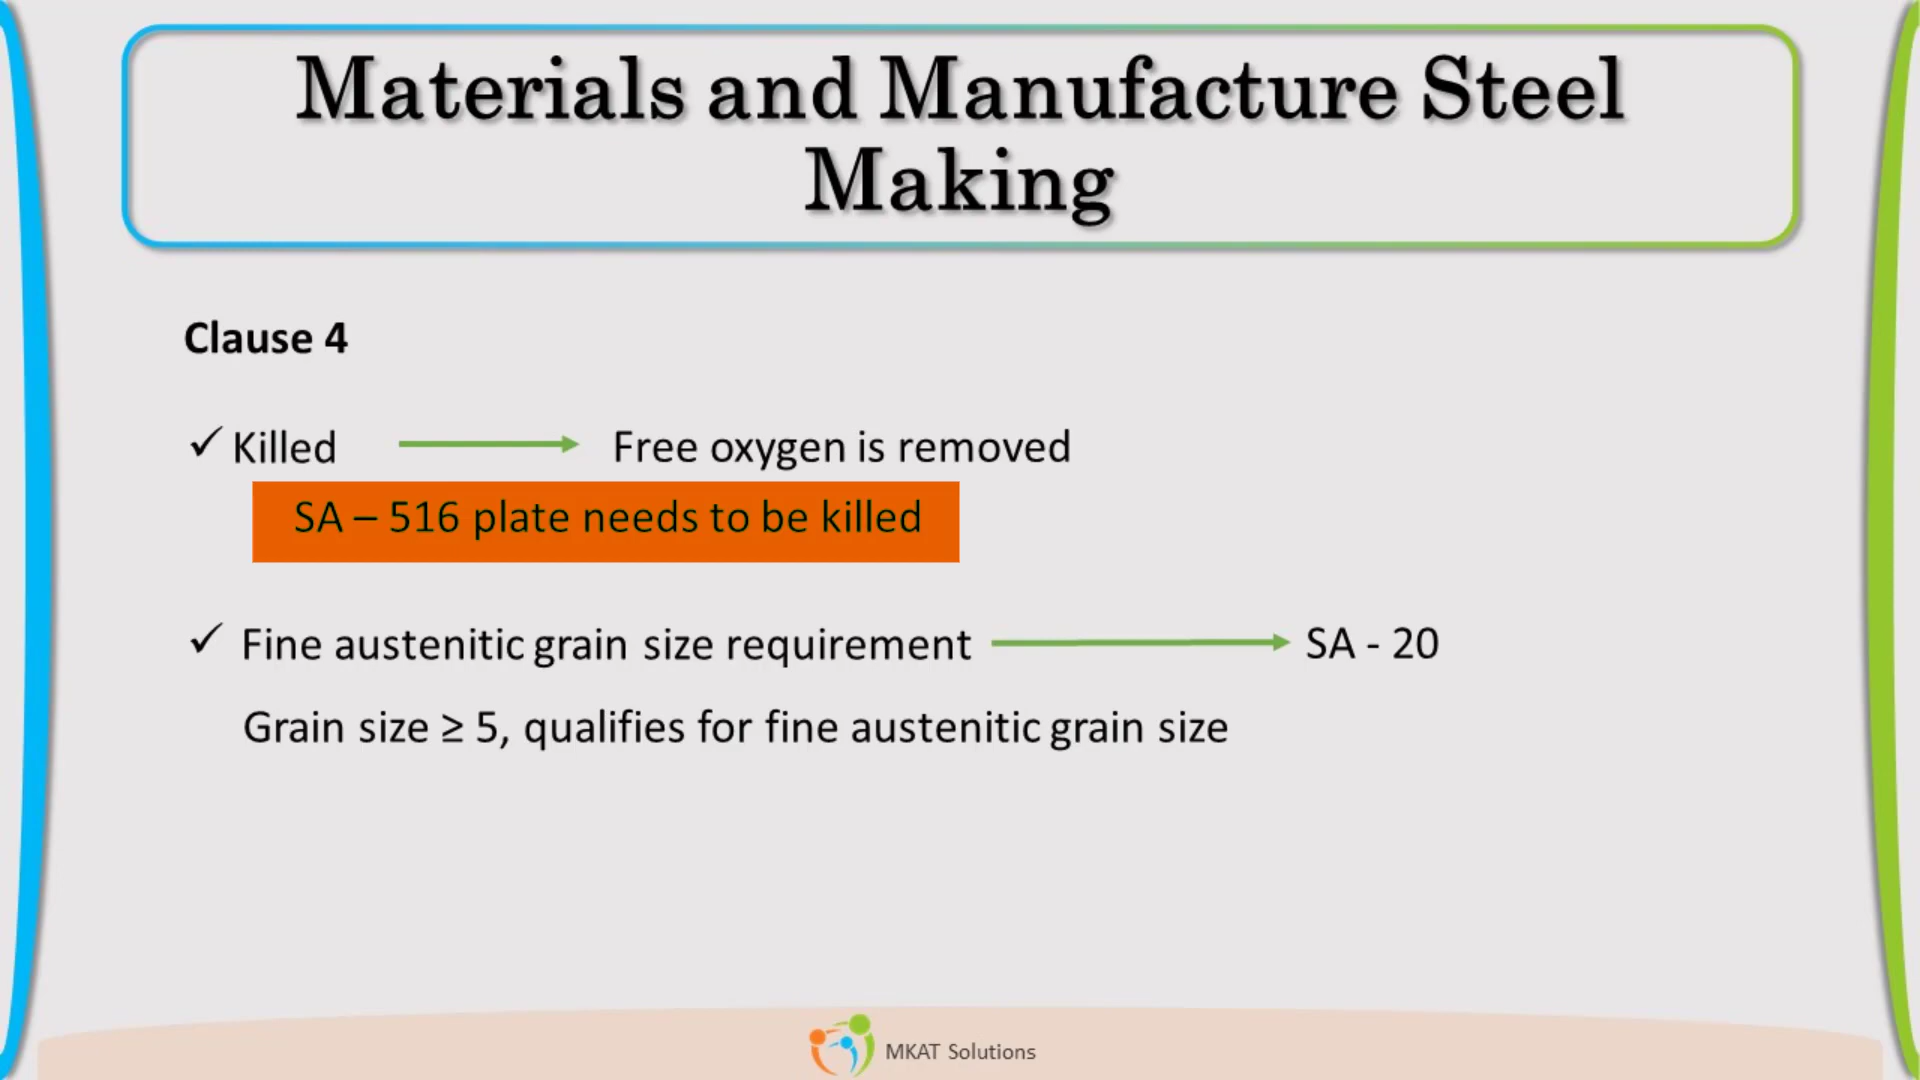 Materials and Manufacture Steel
Making
Clause 4
✓ Killed → Free oxygen is removed
SA – 516 plate needs to be killed
✓ Fine austenitic grain size requirement → SA - 20
Grain size ≥ 5, qualifies for fine austenitic grain size
MKAT Solutions